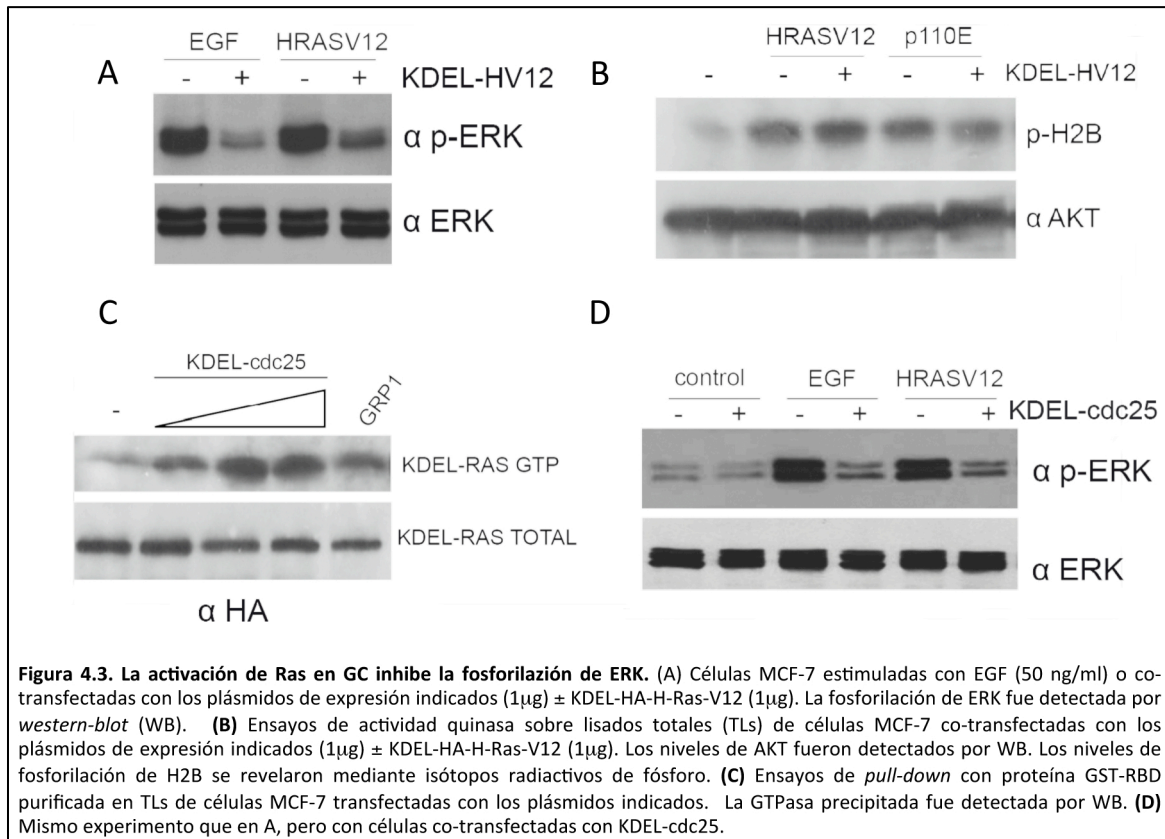 A
EGF HRASV12
- + - + KDEL-HV12
α p-ERK
α ERK
B
HRASV12 p110E
- - + - + KDEL-HV12
p-H2B
α AKT
C
KDEL-cdc25
- GRP1
KDEL-RAS GTP
KDEL-RAS TOTAL
α HA
D
control EGF HRASV12
- + - + - + KDEL-cdc25
α p-ERK
α ERK
Figura 4.3. La activación de Ras en GC inhibe la fosforilazión de ERK. (A) Células MCF-7 estimuladas con EGF (50 ng/ml) o co-
transfectadas con los plásmidos de expresión indicados (1μg) ± KDEL-HA-H-Ras-V12 (1μg). La fosforilación de ERK fue detectada por
western-blot (WB). (B) Ensayos de actividad quinasa sobre lisados totales (TLs) de células MCF-7 co-transfectadas con los
plásmidos de expresión indicados (1μg) ± KDEL-HA-H-Ras-V12 (1μg). Los niveles de AKT fueron detectados por WB. Los niveles de
fosforilación de H2B se revelaron mediante isótopos radiactivos de fósforo. (C) Ensayos de pull-down con proteína GST-RBD
purificada en TLs de células MCF-7 transfectadas con los plásmidos indicados. La GTPasa precipitada fue detectada por WB. (D)
Mismo experimento que en A, pero con células co-transfectadas con KDEL-cdc25.